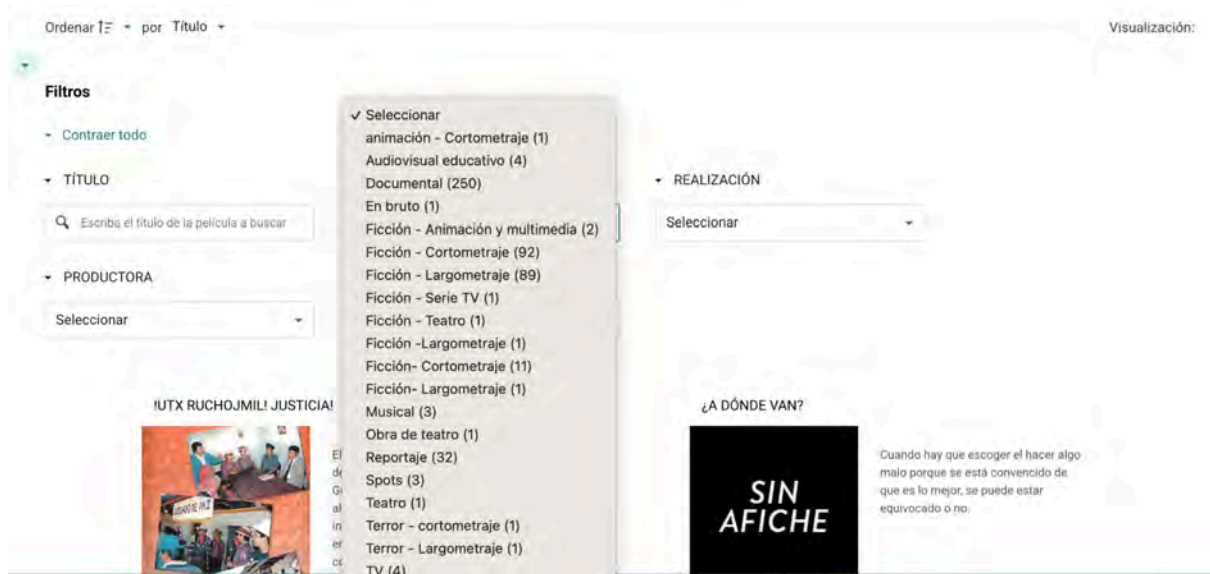 Ordenar por Título
Visualización:
Filtros
Contraer todo
TÍTULO
Escriba el título de la película a buscar
PRODUCTORA
Seleccionar
✓ Seleccionar
animación - Cortometraje (1)
Audiovisual educativo (4)
Documental (250)
En bruto (1)
Ficción - Animación y multimedia (2)
Ficción - Cortometraje (92)
Ficción - Largometraje (89)
Ficción - Serie TV (1)
Ficción - Teatro (1)
Ficción -Largometraje (1)
Ficción- Cortometraje (11)
Ficción- Largometraje (1)
Musical (3)
Obra de teatro (1)
Reportaje (32)
Spots (3)
Teatro (1)
Terror - cortometraje (1)
Terror - Largometraje (1)
TV (4)
REALIZACIÓN
Seleccionar
!UTX RUCHOJMIL! JUSTICIA!
JUZGADO DE PAZ
¿A DÓNDE VAN?
SIN
AFICHE
Cuando hay que escoger el hacer algo
malo porque se está convencido de
que es lo mejor, se puede estar
equivocado o no.